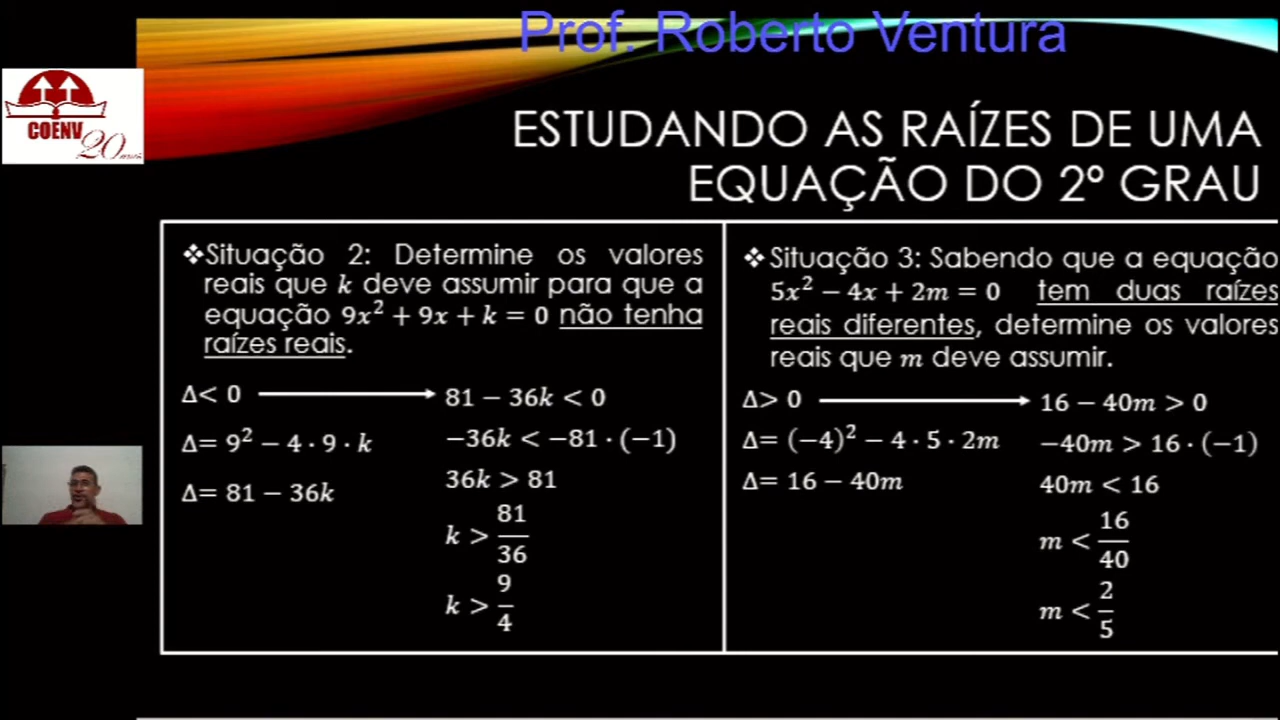 Prof. Roberto Ventura
COENV
20 anos
ESTUDANDO AS RAÍZES DE UMA
EQUAÇÃO DO 2º GRAU
❖Situação 2: Determine os valores
reais que k deve assumir para que a
equação 9x² + 9x + k = 0 não tenha
raízes reais.
Δ< 0
Δ= 9² − 4 · 9 · k
Δ= 81 − 36k
81 − 36k < 0
−36k < −81 · (−1)
36k > 81
k > 81/36
k > 9/4
❖ Situação 3: Sabendo que a equação
5x² − 4x + 2m = 0 tem duas raízes
reais diferentes, determine os valores
reais que m deve assumir.
Δ> 0
Δ= (−4)² − 4 · 5 · 2m
Δ= 16 − 40m
16 − 40m > 0
−40m > 16 · (−1)
40m < 16
m < 16/40
m < 2/5